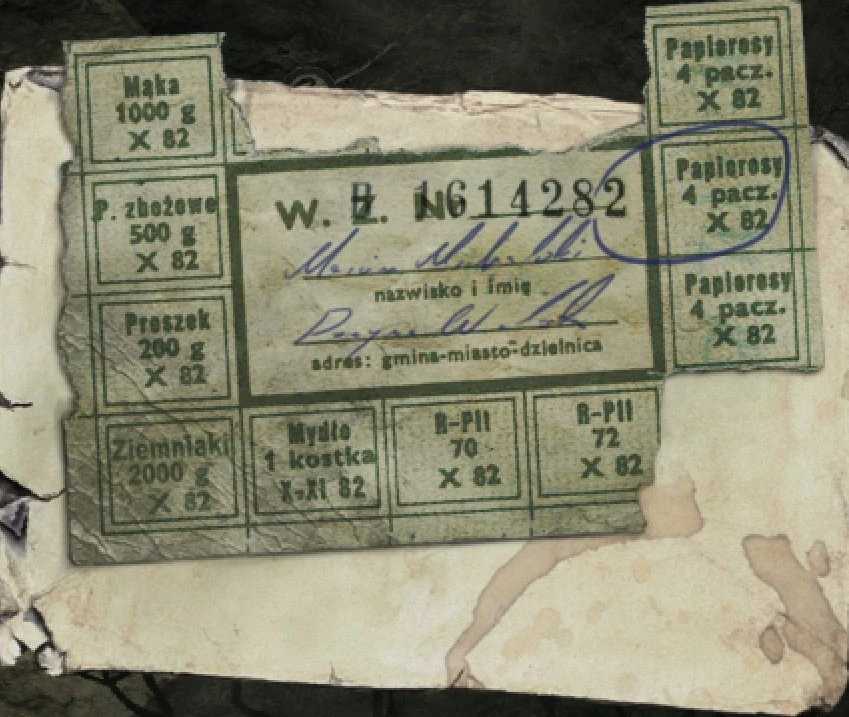 Mąka
1000 g
X 82
Papierosy
4 pacz.
X 82
P. zbożowe
500 g
X 82
W. Z. № 1614282
nazwisko i imię
adres: gmina-miasto-dzielnica
Papierosy
4 pacz.
X 82
Proszek
200 g
X 82
Papierosy
4 pacz.
X 82
Ziemniaki
2000 g
X 82
Mydło
1 kostka
X-XI 82
R-PII
70
X 82
R-PII
72
X 82